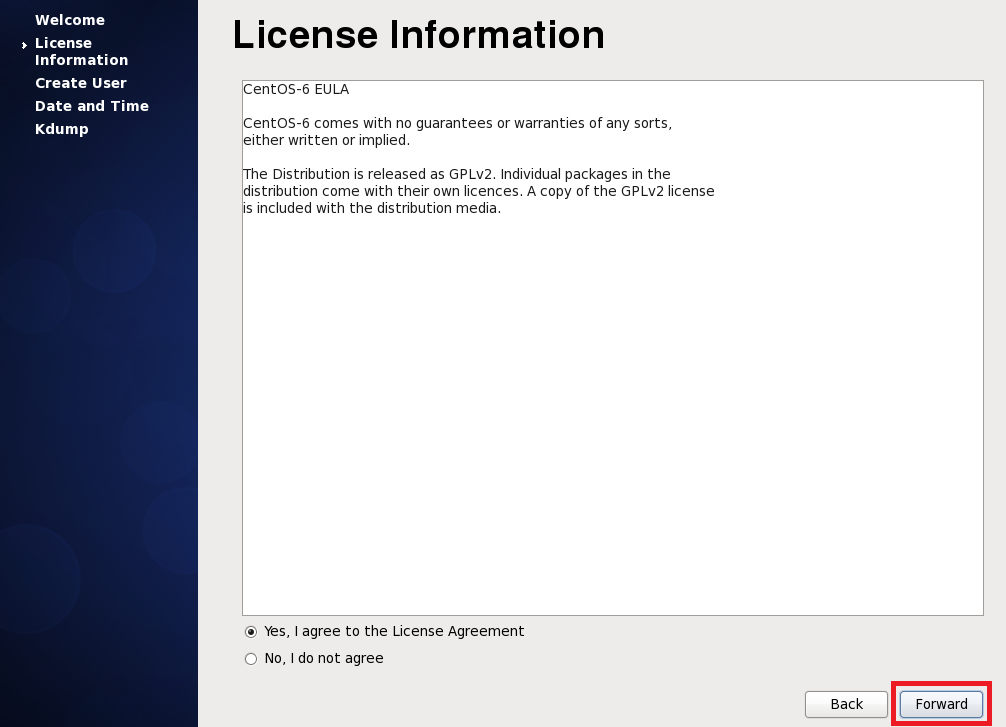 Welcome
License
Information
Create User
Date and Time
Kdump
License Information
CentOS-6 EULA
CentOS-6 comes with no guarantees or warranties of any sorts,
either written or implied.
The Distribution is released as GPLv2. Individual packages in the
distribution come with their own licences. A copy of the GPLv2 license
is included with the distribution media.
Yes, I agree to the License Agreement
No, I do not agree
Back
Forward